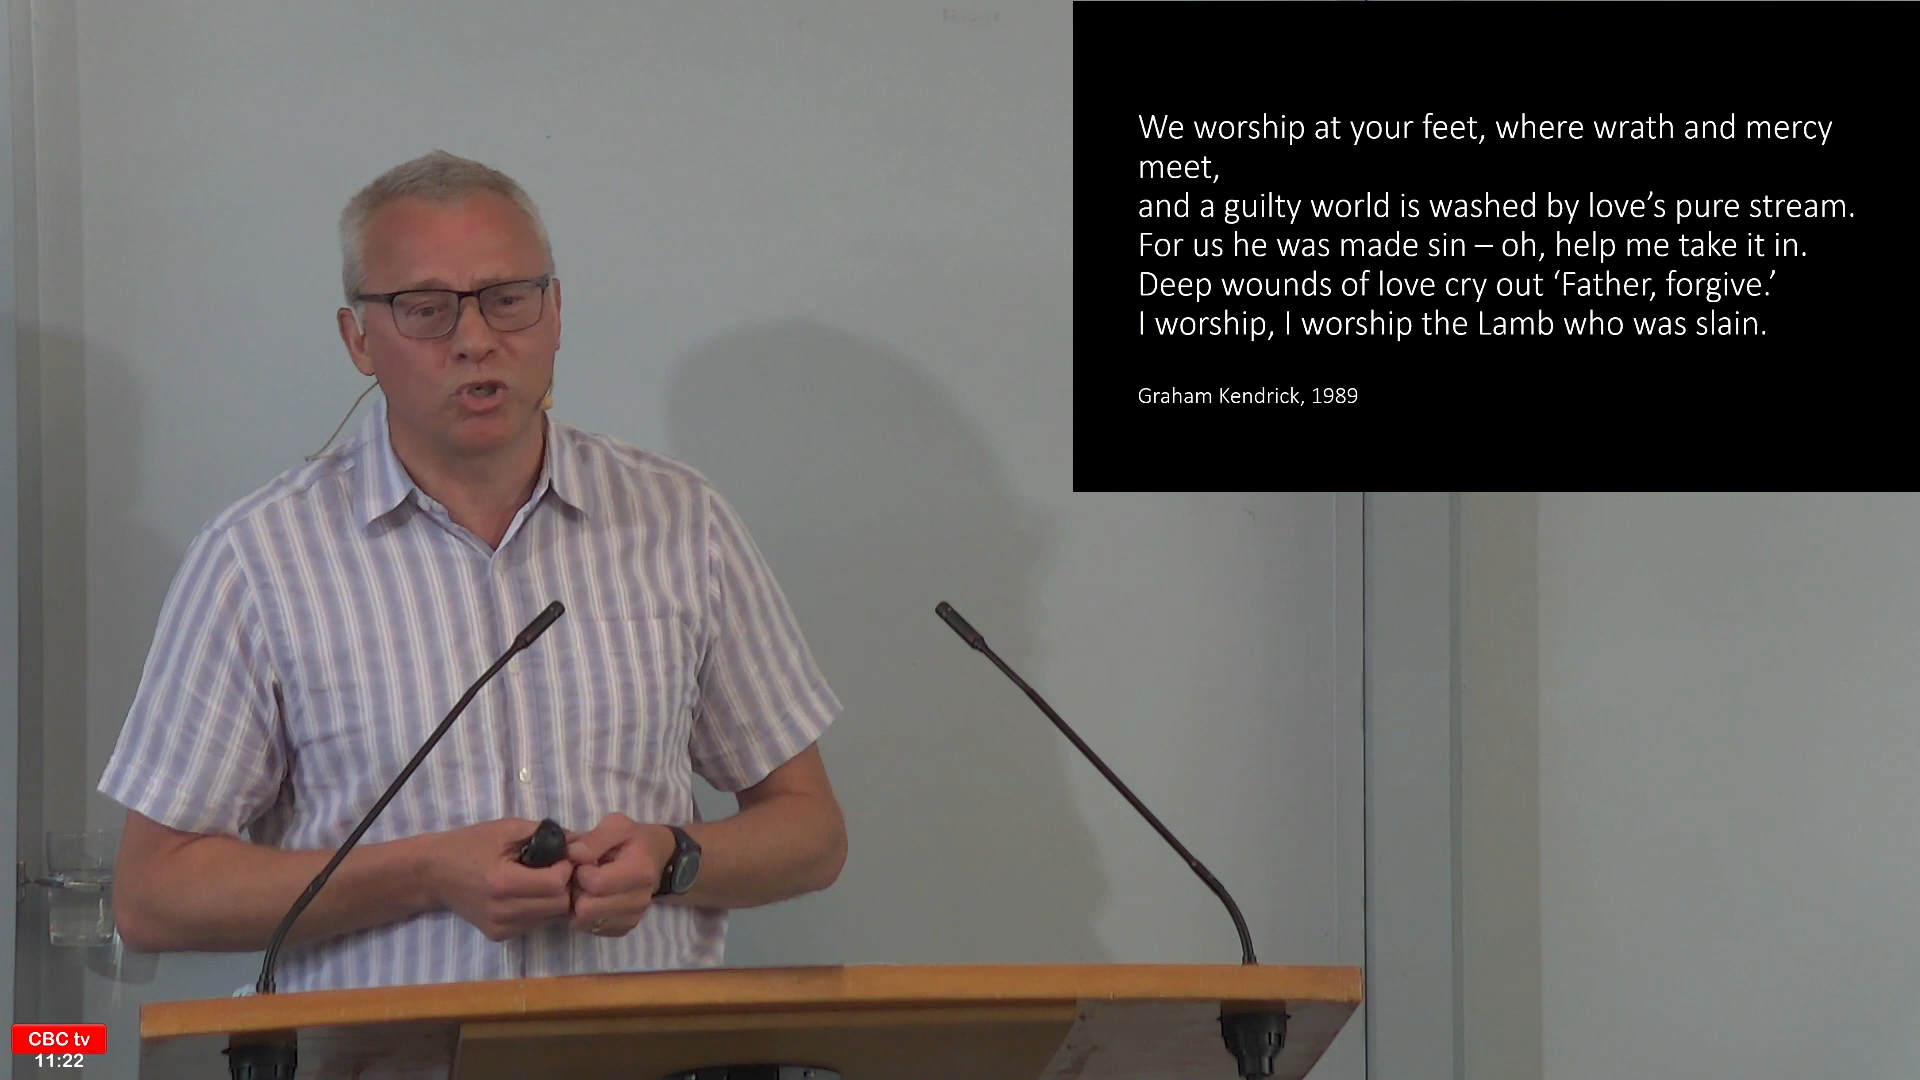 We worship at your feet, where wrath and mercy
meet,
and a guilty world is washed by love’s pure stream.
For us he was made sin – oh, help me take it in.
Deep wounds of love cry out ‘Father, forgive.’
I worship, I worship the Lamb who was slain.
Graham Kendrick, 1989
CBC tv
11:22